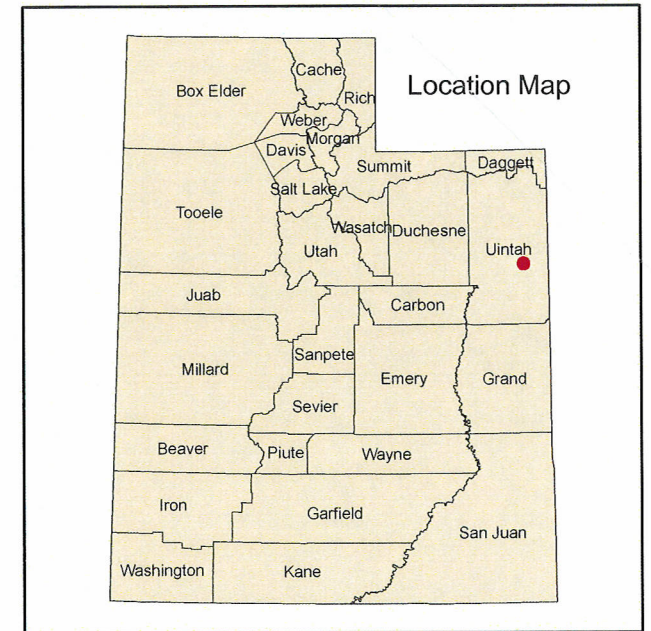 Location Map
Cache
Box Elder
Rich
Weber
Morgan
Davis
Summit
Daggett
Salt Lake
Tooele
Wasatch
Duchesne
Utah
Uintah
Juab
Carbon
Sanpete
Millard
Emery
Grand
Sevier
Beaver
Piute
Wayne
Iron
Garfield
San Juan
Washington
Kane